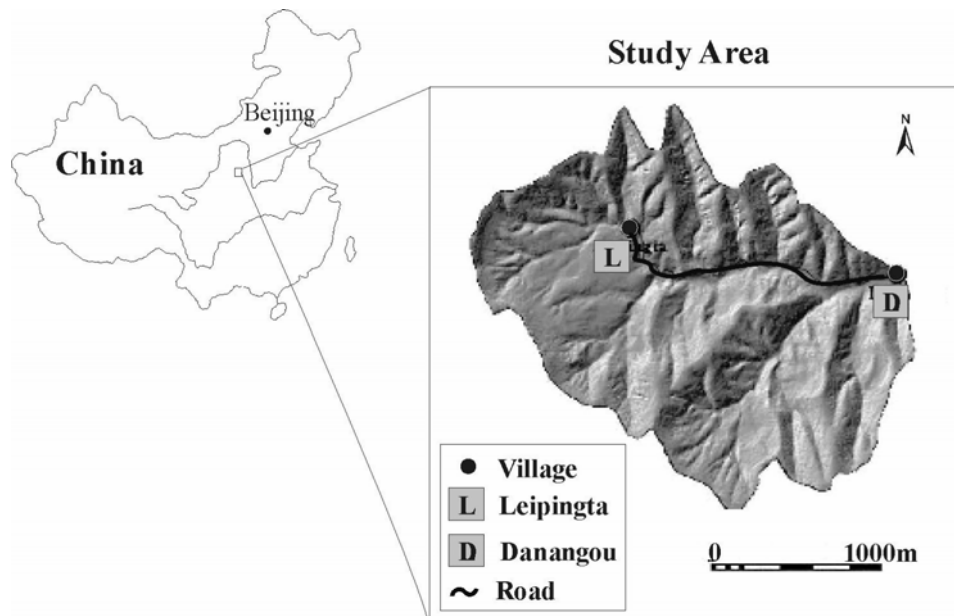 Study Area
Beijing
China
N
L
D
Village
L Leipingta
D Danangou
Road
0 1000m